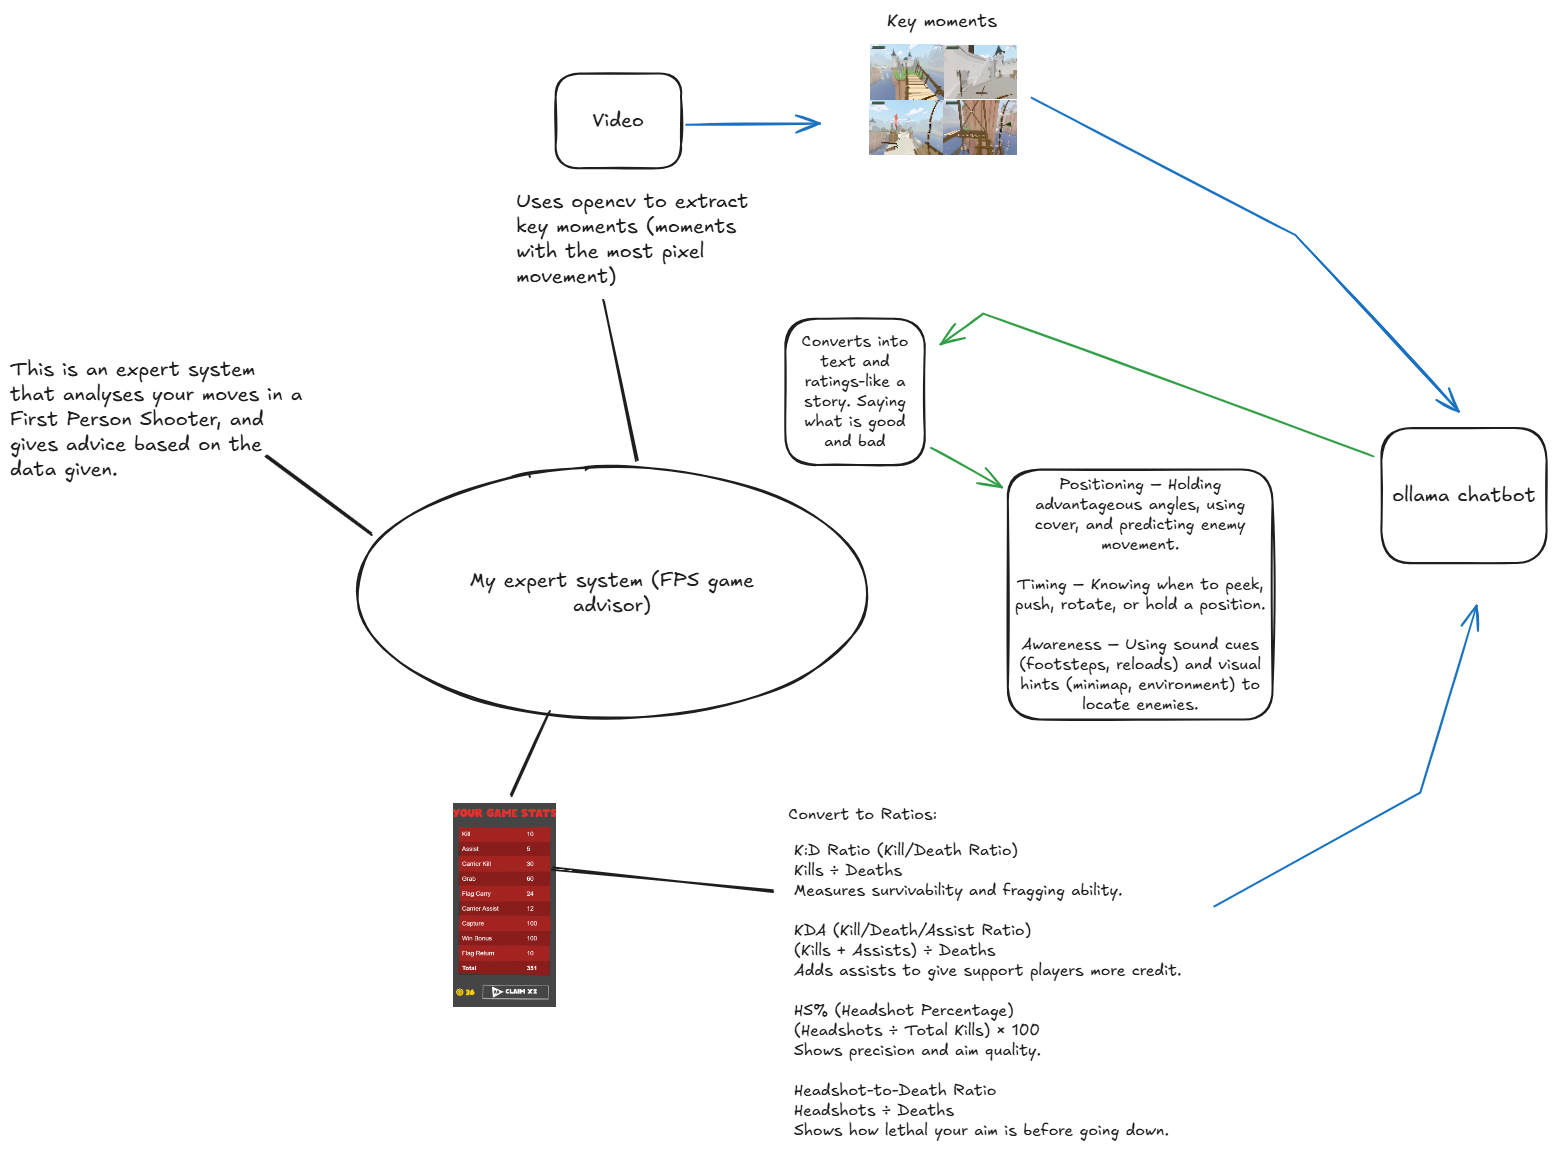 Key moments
Video
Uses opencv to extract
key moments (moments
with the most pixel
movement)
This is an expert system
that analyses your moves in a
First Person Shooter, and
gives advice based on the
data given.
Converts into
text and
ratings-like a
story. Saying
what is good
and bad
ollama chatbot
Positioning — Holding
advantageous angles, using
cover, and predicting enemy
movement.
Timing — Knowing when to peek,
push, rotate, or hold a position.
Awareness — Using sound cues
(footsteps, reloads) and visual
hints (minimap, environment) to
locate enemies.
My expert system (FPS game
advisor)
YOUR GAME STATS
Kill 10
Assist 5
Carrier Kill 30
Grab 60
Flag Carry 24
Carrier Assist 12
Capture 100
Win Bonus 100
Flag Return 10
Total 351
36 CLAIM X2
Convert to Ratios:
K:D Ratio (Kill/Death Ratio)
Kills ÷ Deaths
Measures survivability and fragging ability.
KDA (Kill/Death/Assist Ratio)
(Kills + Assists) ÷ Deaths
Adds assists to give support players more credit.
HS% (Headshot Percentage)
(Headshots ÷ Total Kills) × 100
Shows precision and aim quality.
Headshot-to-Death Ratio
Headshots ÷ Deaths
Shows how lethal your aim is before going down.